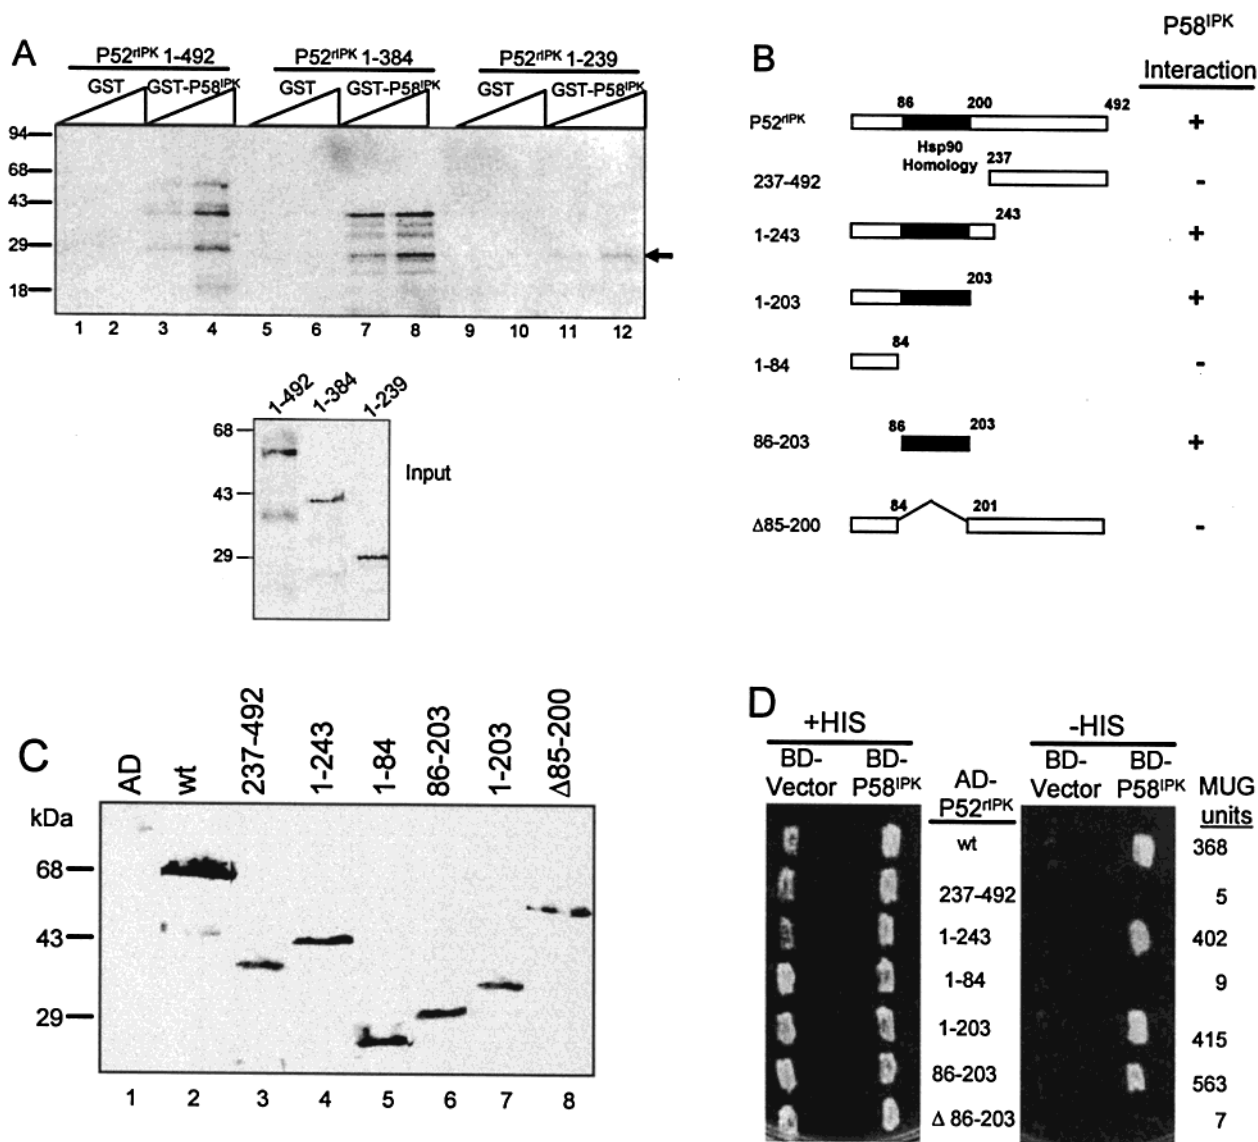 A
P52rIPK 1-492 P52rIPK 1-384 P52rIPK 1-239
GST GST-P58IPK GST GST-P58IPK GST GST-P58IPK
94
68
43
29
18
1 2 3 4 5 6 7 8 9 10 11 12
1-492 1-384 1-239
68
43
29
Input
B
P58IPK
Interaction
86 200 492
P52rIPK +
Hsp90
Homology
237
237-492 -
243
1-243 +
203
1-203 +
84
1-84 -
86 203
86-203 +
84 201
Δ85-200 -
C
AD wt 237-492 1-243 1-84 86-203 1-203 Δ85-200
kDa
68
43
29
1 2 3 4 5 6 7 8
D
+HIS -HIS
BD-Vector BD-P58IPK AD-P52rIPK BD-Vector BD-P58IPK MUG units
wt 368
237-492 5
1-243 402
1-84 9
1-203 415
86-203 563
Δ 86-203 7